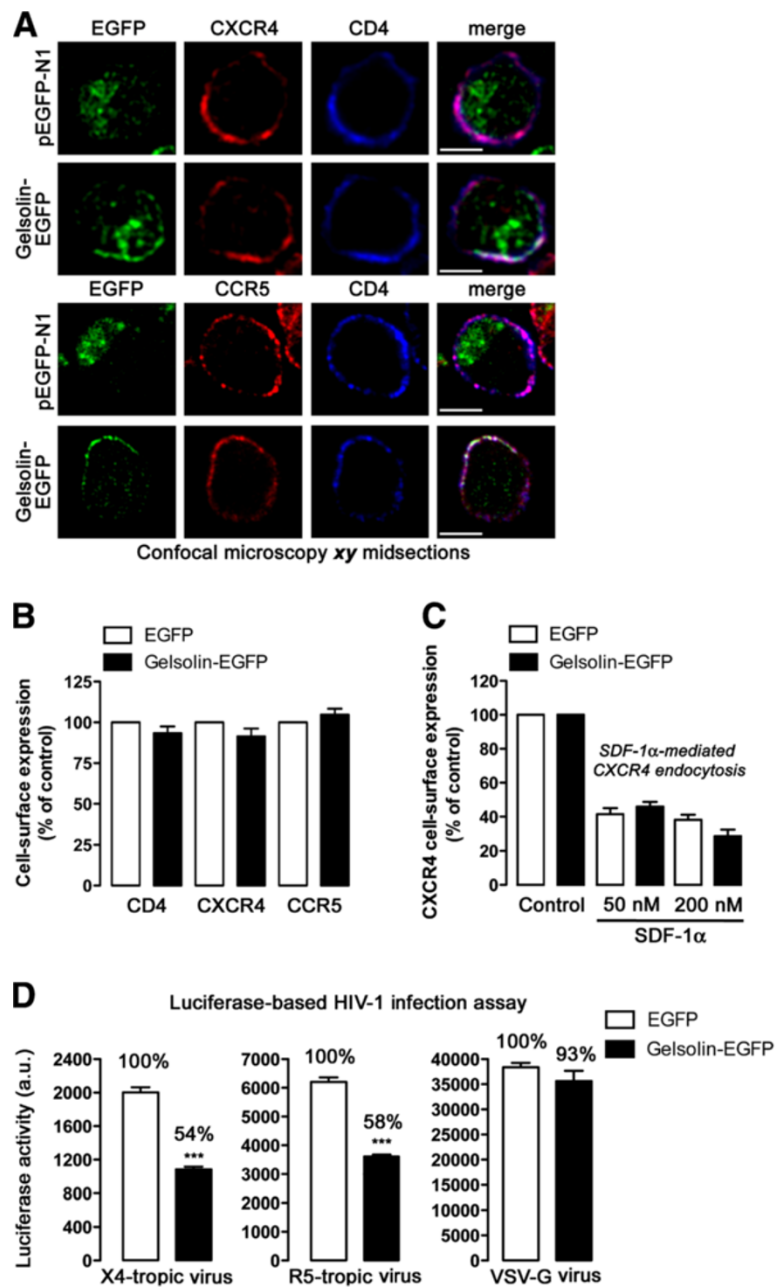 A
EGFP CXCR4 CD4 merge
pEGFP-N1
Gelsolin-
EGFP
EGFP CCR5 CD4 merge
pEGFP-N1
Gelsolin-
EGFP
Confocal microscopy xy midsections
B
EGFP
Gelsolin-EGFP
Cell-surface expression
(% of control)
125
100
75
50
25
0
CD4 CXCR4 CCR5
C
EGFP
Gelsolin-EGFP
CXCR4 cell-surface expression
(% of control)
120
100
80
60
40
20
0
SDF-1α-mediated
CXCR4 endocytosis
Control 50 nM 200 nM
SDF-1α
D
Luciferase-based HIV-1 infection assay
EGFP
Gelsolin-EGFP
Luciferase activity (a.u.)
2400
2000
1600
1200
800
400
0
100%
54%
***
X4-tropic virus
7000
6000
5000
4000
3000
2000
1000
0
100%
58%
***
R5-tropic virus
40000
35000
30000
25000
20000
15000
10000
5000
0
100% 93%
VSV-G virus